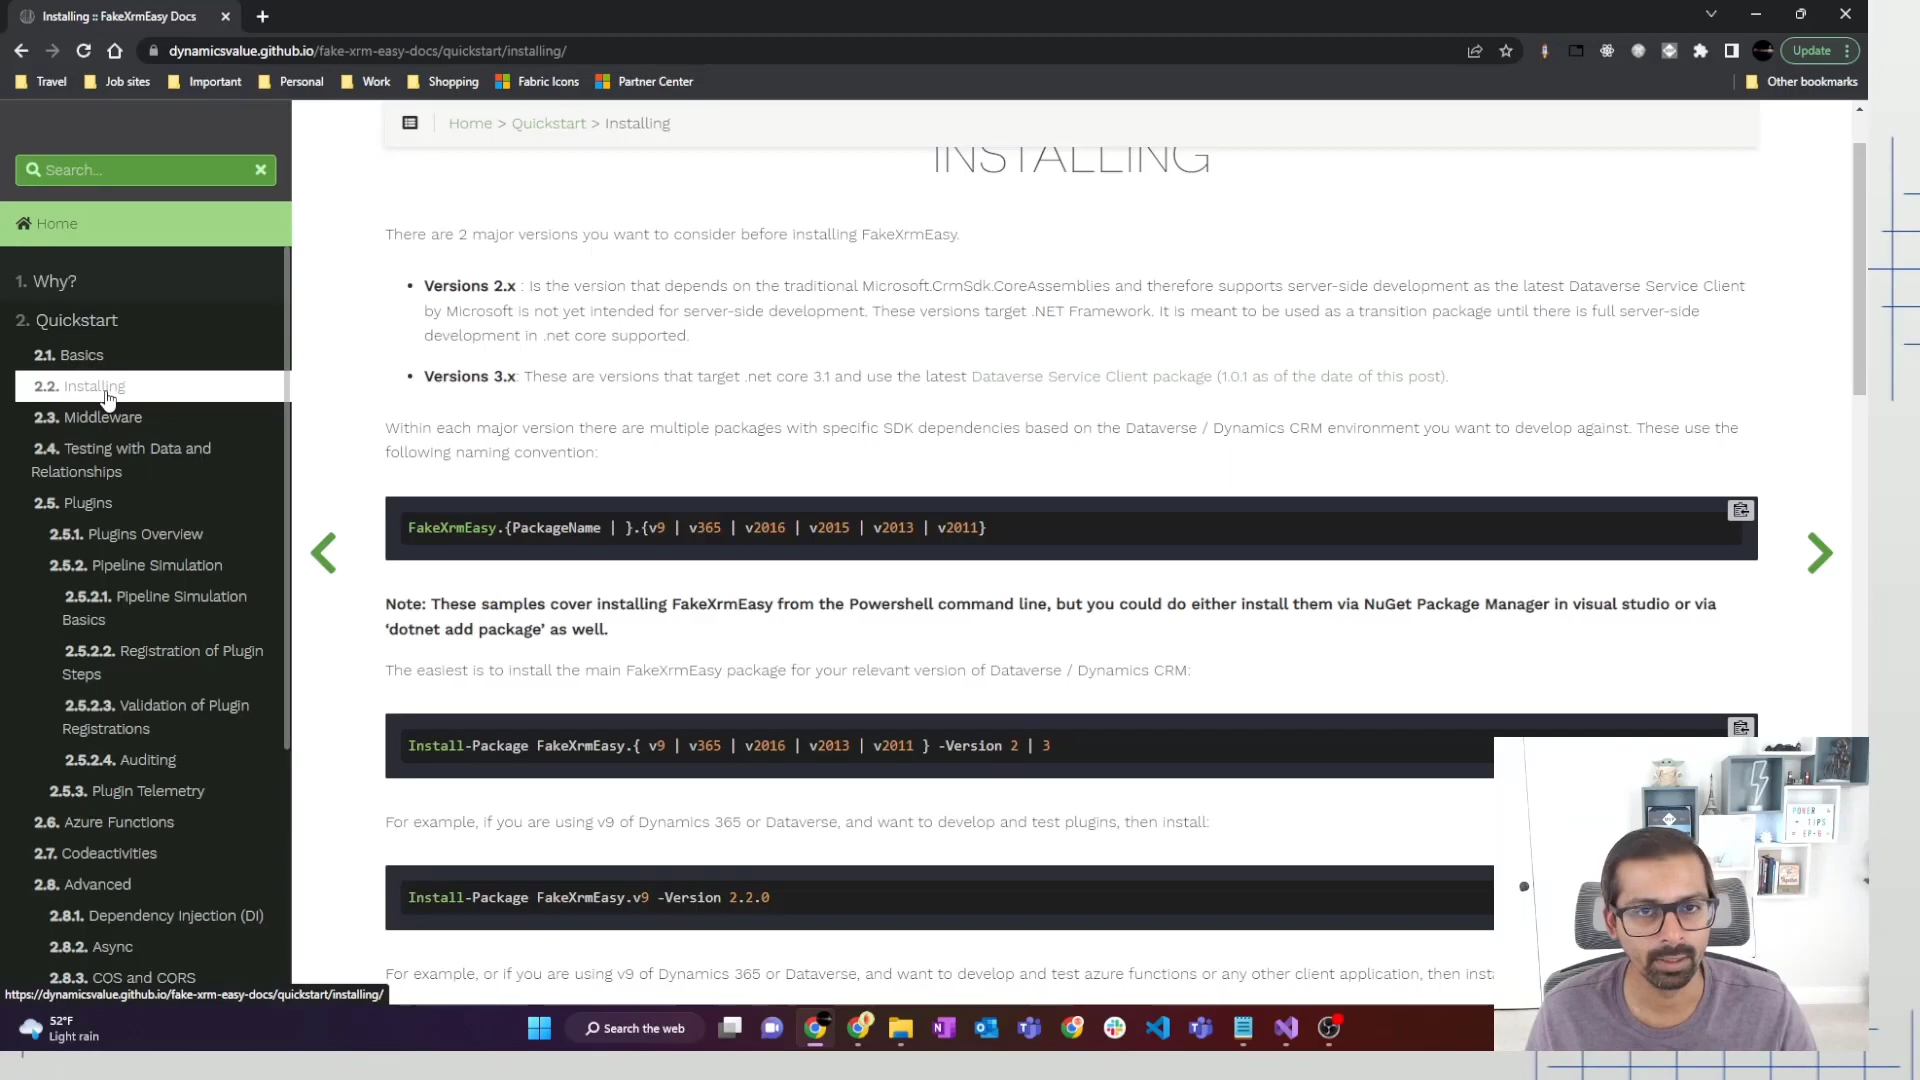 Installing :: FakeXrmEasy Docs
dynamicsvalue.github.io/fake-xrm-easy-docs/quickstart/installing/
Update
Travel
Job sites
Important
Personal
Work
Shopping
Fabric Icons
Partner Center
Other bookmarks
Search...
Home
1. Why?
2. Quickstart
2.1. Basics
2.2. Installing
2.3. Middleware
2.4. Testing with Data and
Relationships
2.5. Plugins
2.5.1. Plugins Overview
2.5.2. Pipeline Simulation
2.5.2.1. Pipeline Simulation
Basics
2.5.2.2. Registration of Plugin
Steps
2.5.2.3. Validation of Plugin
Registrations
2.5.2.4. Auditing
2.5.3. Plugin Telemetry
2.6. Azure Functions
2.7. Codeactivities
2.8. Advanced
2.8.1. Dependency Injection (DI)
2.8.2. Async
2.8.3. COS and CORS
https://dynamicsvalue.github.io/fake-xrm-easy-docs/quickstart/installing/
Home > Quickstart > Installing
INSTALLING
There are 2 major versions you want to consider before installing FakeXrmEasy.
• Versions 2.x : Is the version that depends on the traditional Microsoft.CrmSdk.CoreAssemblies and therefore supports server-side development as the latest Dataverse Service Client
by Microsoft is not yet intended for server-side development. These versions target .NET Framework. It is meant to be used as a transition package until there is full server-side
development in .net core supported.
• Versions 3.x: These are versions that target .net core 3.1 and use the latest Dataverse Service Client package (1.0.1 as of the date of this post).
Within each major version there are multiple packages with specific SDK dependencies based on the Dataverse / Dynamics CRM environment you want to develop against. These use the
following naming convention:
FakeXrmEasy.{PackageName | }.{v9 | v365 | v2016 | v2015 | v2013 | v2011}
Note: These samples cover installing FakeXrmEasy from the Powershell command line, but you could do either install them via NuGet Package Manager in visual studio or via
‘dotnet add package’ as well.
The easiest is to install the main FakeXrmEasy package for your relevant version of Dataverse / Dynamics CRM:
Install-Package FakeXrmEasy.{ v9 | v365 | v2016 | v2013 | v2011 } -Version 2 | 3
For example, if you are using v9 of Dynamics 365 or Dataverse, and want to develop and test plugins, then install:
Install-Package FakeXrmEasy.v9 -Version 2.2.0
For example, or if you are using v9 of Dynamics 365 or Dataverse, and want to develop and test azure functions or any other client application, then insta
POWER
TIPS
EP-6
52°F
Light rain
Search the web